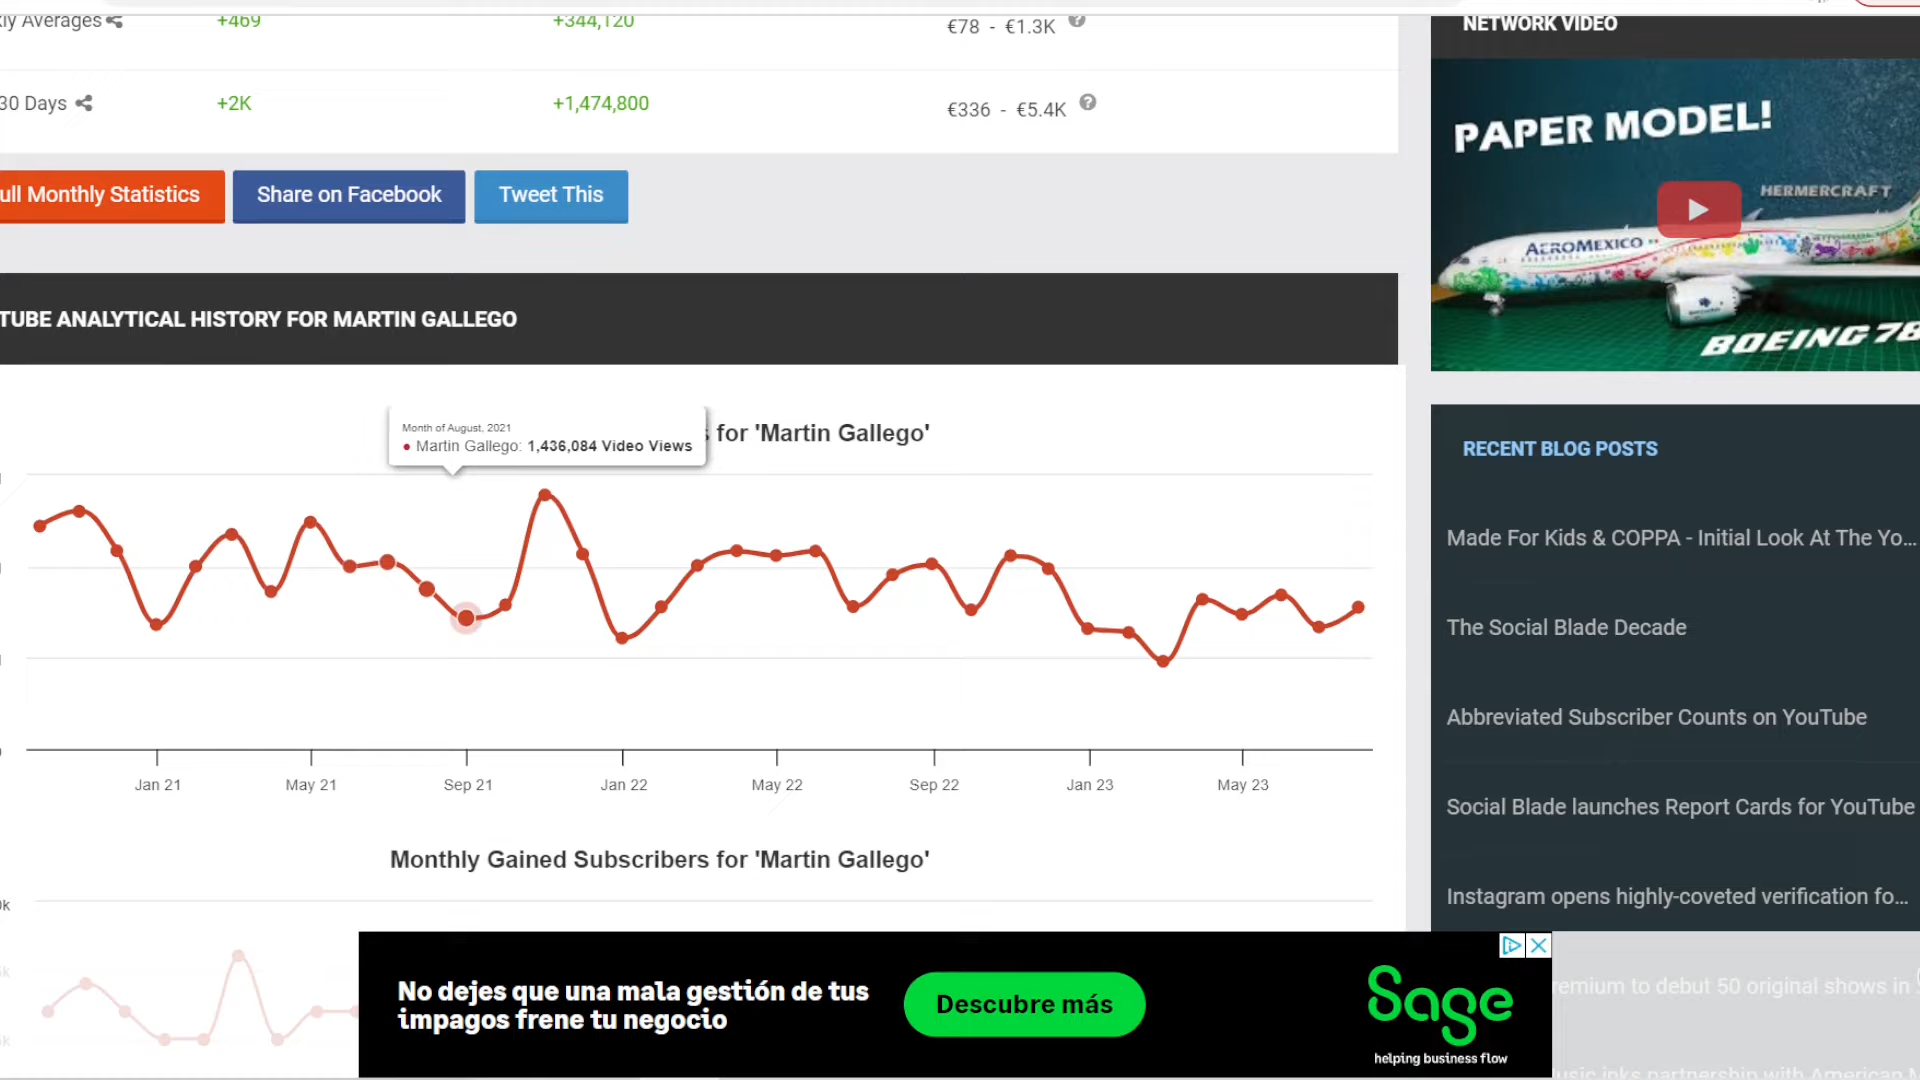 Averages +469 +344,120 €78 - €1.3K
30 Days +2K +1,474,800 €336 - €5.4K
ull Monthly Statistics Share on Facebook Tweet This
TUBE ANALYTICAL HISTORY FOR MARTIN GALLEGO
Month of August, 2021
Martin Gallego: 1,436,084 Video Views
for 'Martin Gallego'
Jan 21 May 21 Sep 21 Jan 22 May 22 Sep 22 Jan 23 May 23
Monthly Gained Subscribers for 'Martin Gallego'
No dejes que una mala gestión de tus
impagos frene tu negocio
Descubre más
Sage
helping business flow
NETWORK VIDEO
PAPER MODEL!
HERMERCRAFT
AEROMEXICO
BOEING 78
RECENT BLOG POSTS
Made For Kids & COPPA - Initial Look At The Yo...
The Social Blade Decade
Abbreviated Subscriber Counts on YouTube
Social Blade launches Report Cards for YouTube
Instagram opens highly-coveted verification fo...
remium to debut 50 original shows in
partnership with American